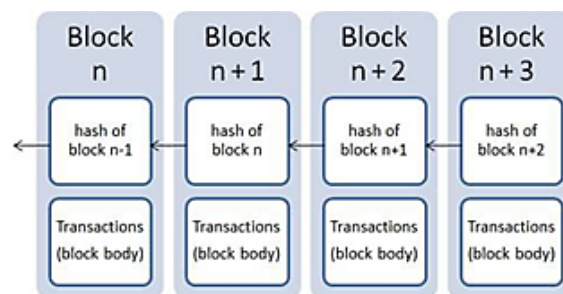 Block
n
hash of
block n-1
Transactions
(block body)
Block
n+1
hash of
block n
Transactions
(block body)
Block
n+2
hash of
block n+1
Transactions
(block body)
Block
n+3
hash of
block n+2
Transactions
(block body)